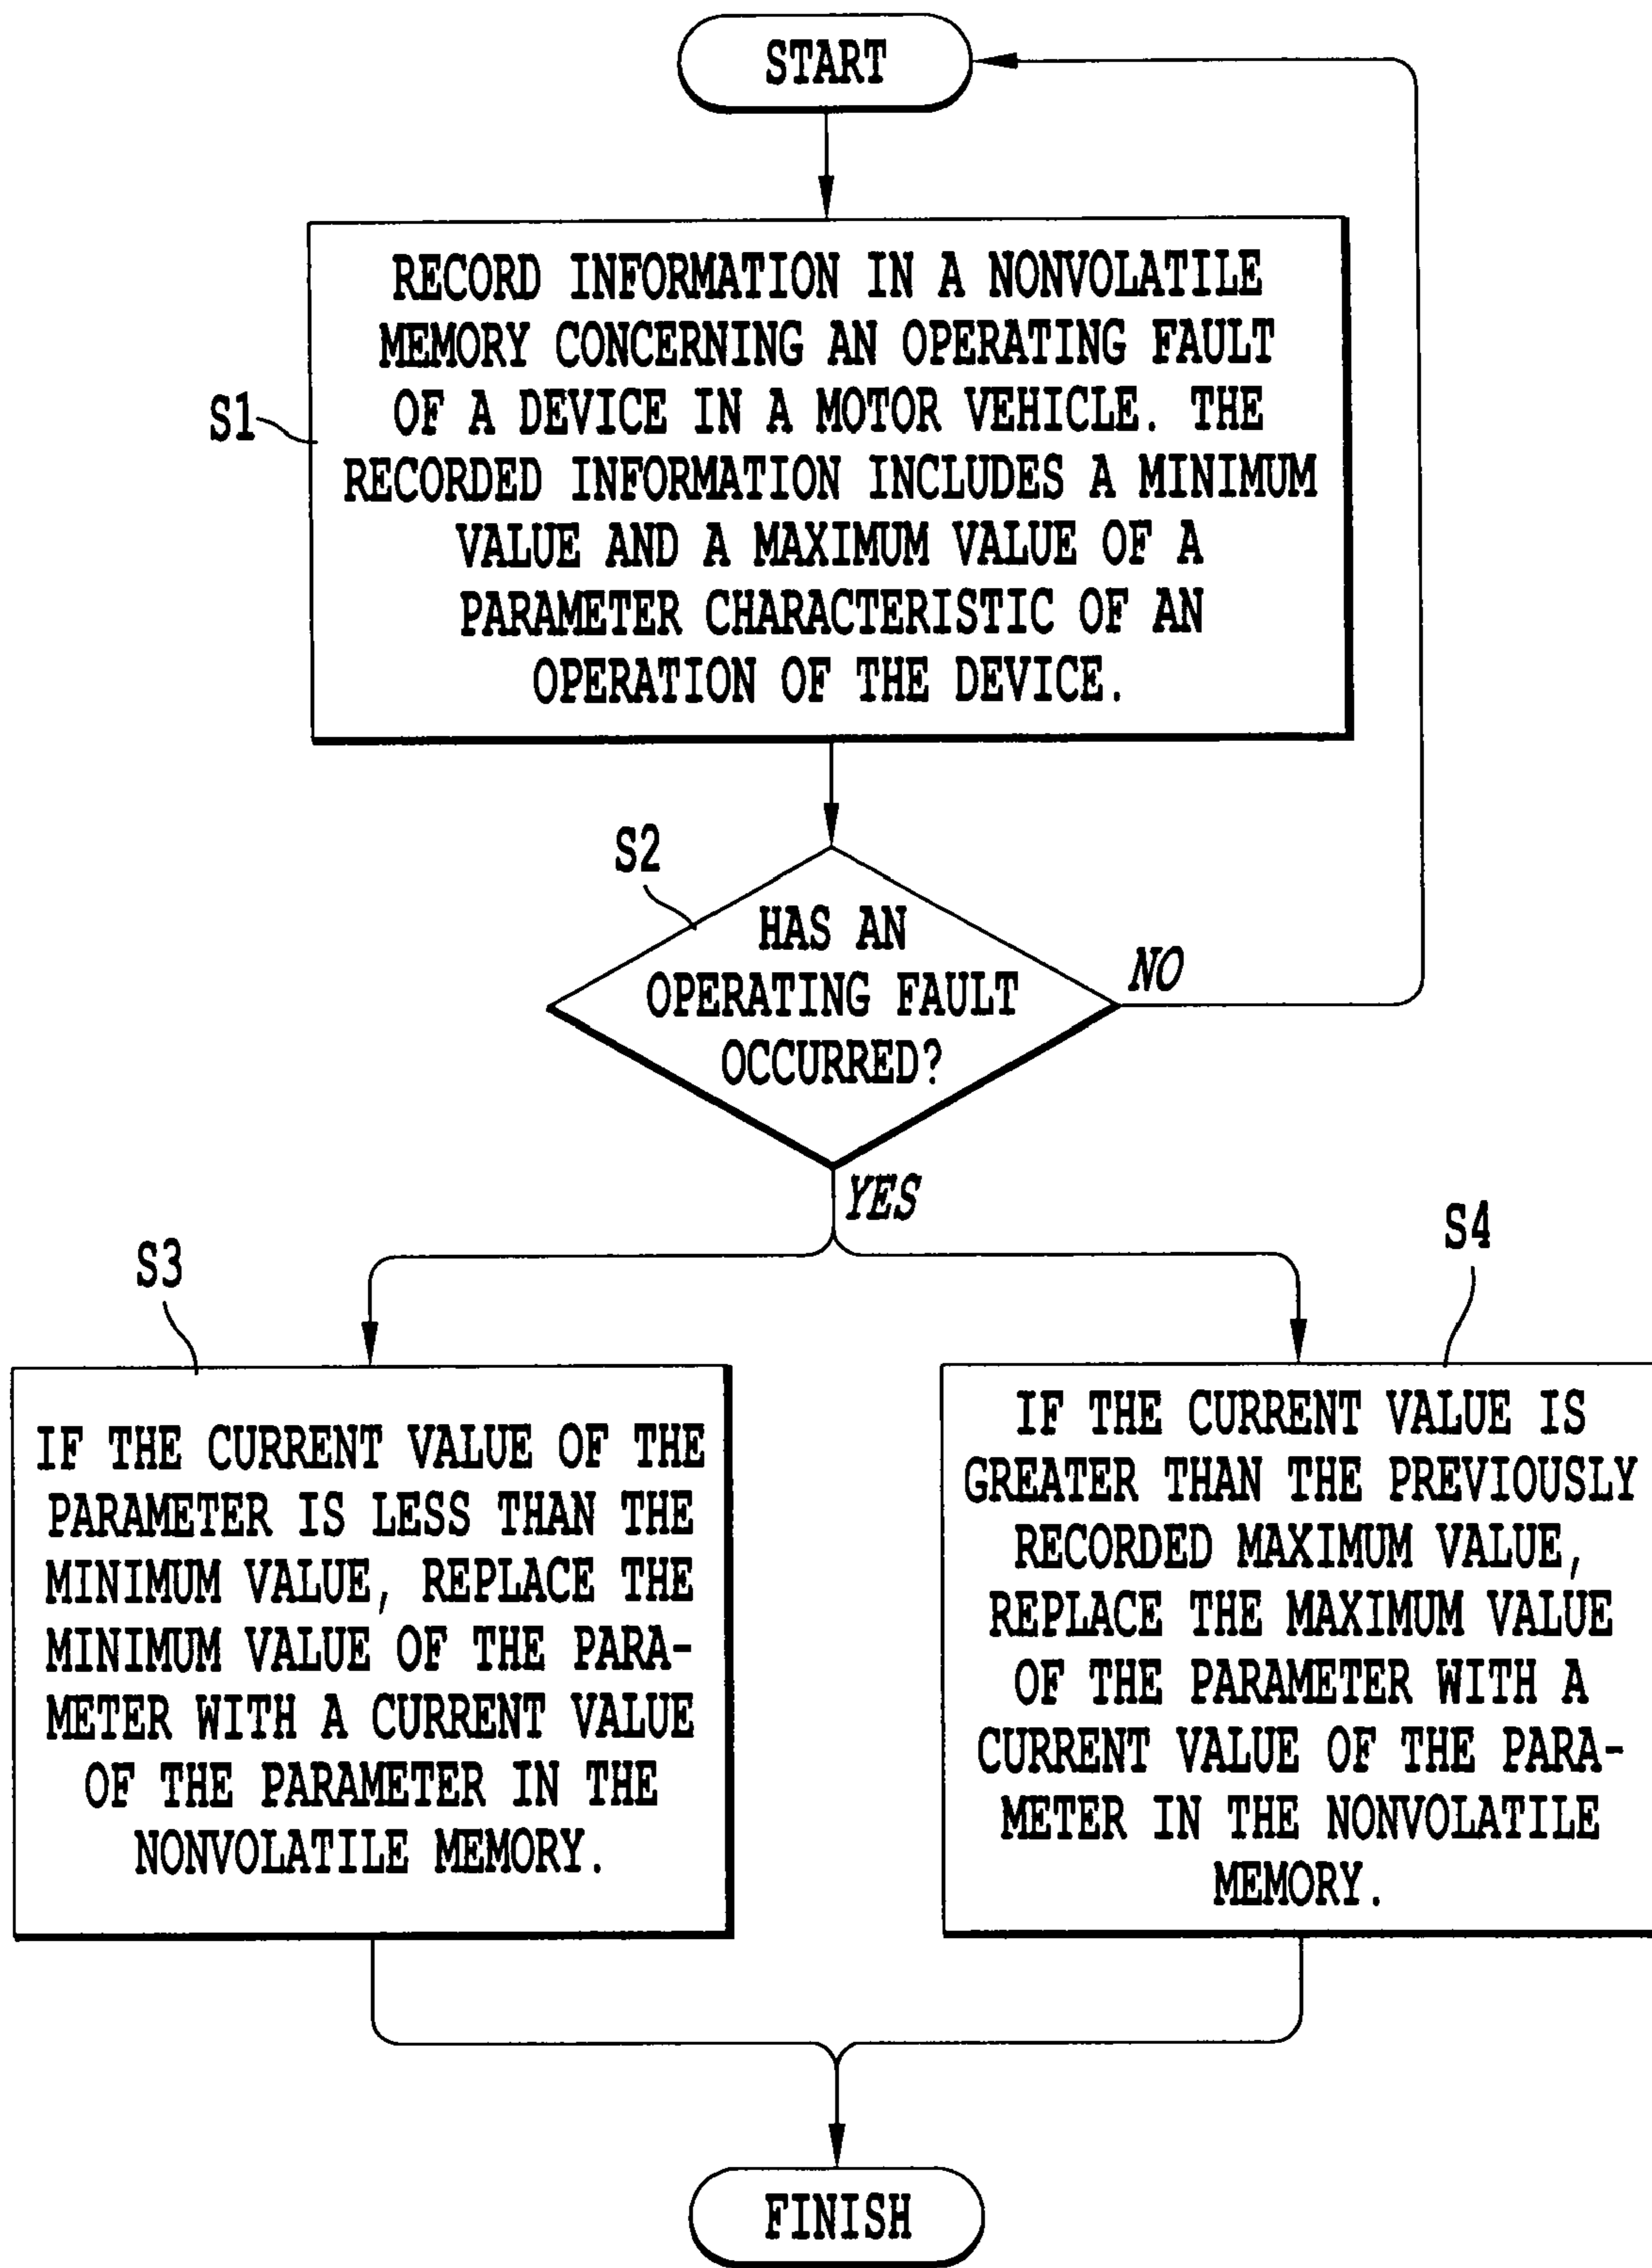 START
RECORD INFORMATION IN A NONVOLATILE
MEMORY CONCERNING AN OPERATING FAULT
OF A DEVICE IN A MOTOR VEHICLE. THE
RECORDED INFORMATION INCLUDES A MINIMUM
VALUE AND A MAXIMUM VALUE OF A
PARAMETER CHARACTERISTIC OF AN
OPERATION OF THE DEVICE.
S1
S2
HAS AN
OPERATING FAULT
OCCURRED?
NO
YES
S3
IF THE CURRENT VALUE OF THE
PARAMETER IS LESS THAN THE
MINIMUM VALUE, REPLACE THE
MINIMUM VALUE OF THE PARA-
METER WITH A CURRENT VALUE
OF THE PARAMETER IN THE
NONVOLATILE MEMORY.
S4
IF THE CURRENT VALUE IS
GREATER THAN THE PREVIOUSLY
RECORDED MAXIMUM VALUE,
REPLACE THE MAXIMUM VALUE
OF THE PARAMETER WITH A
CURRENT VALUE OF THE PARA-
METER IN THE NONVOLATILE
MEMORY.
FINISH